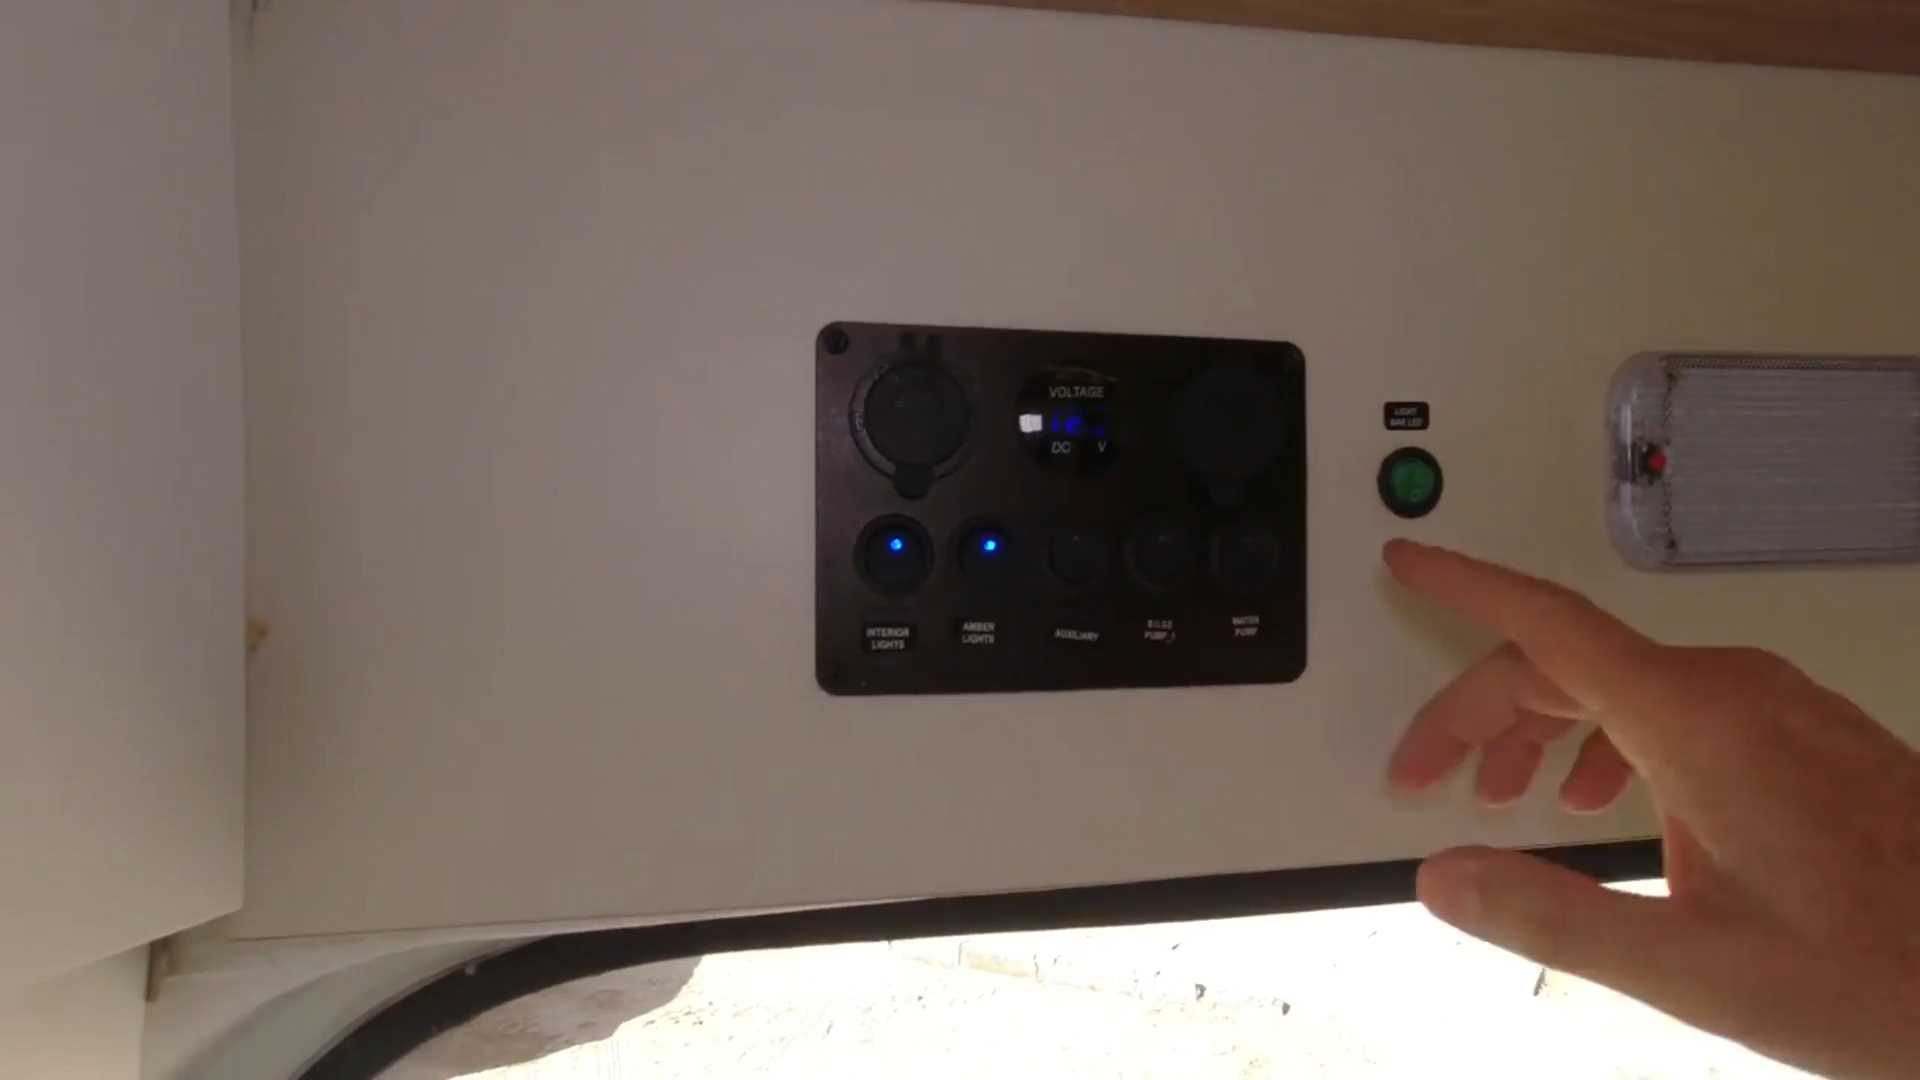 VOLTAGE
DC V
LIGHT
BAR LED
INTERIOR
LIGHTS
AMBER
LIGHTS
AUXILIARY
BILGE
PUMP_1
WATER
PUMP